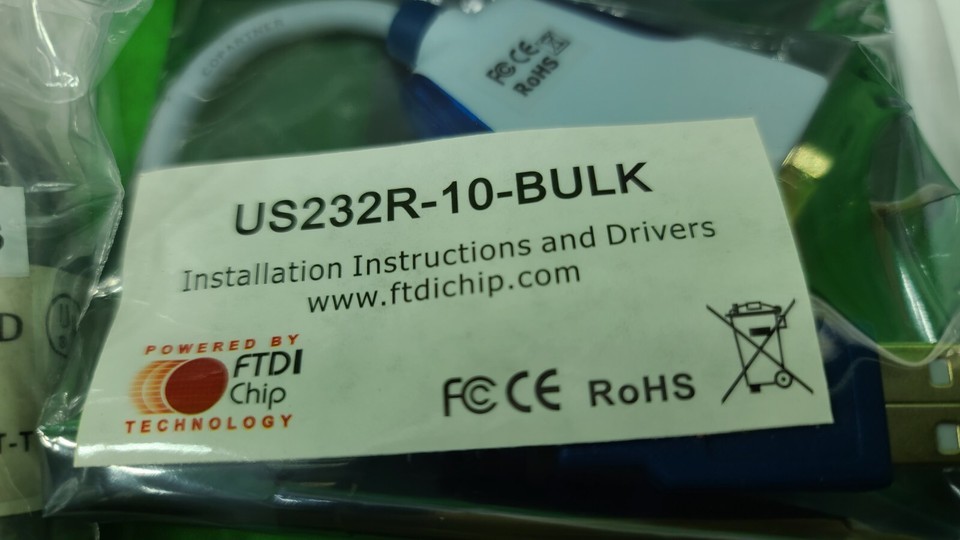 COPARTNER
FC CE
RoHS
US232R-10-BULK
Installation Instructions and Drivers
www.ftdichip.com
POWERED BY
FTDI
Chip
TECHNOLOGY
FC CE RoHS
D
T-T